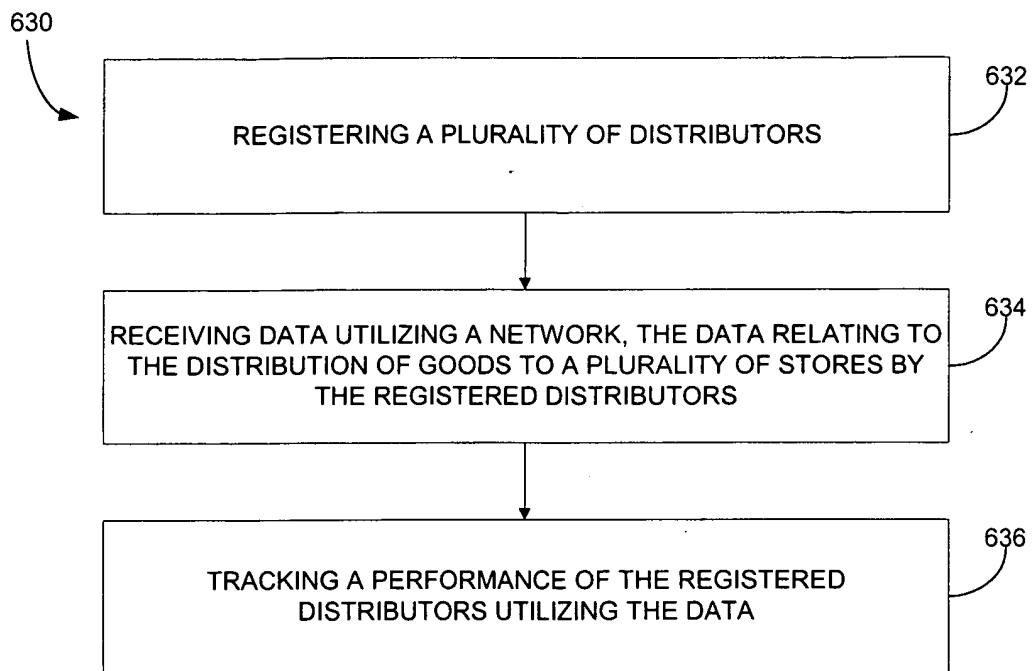 630
632
REGISTERING A PLURALITY OF DISTRIBUTORS
634
RECEIVING DATA UTILIZING A NETWORK, THE DATA RELATING TO
THE DISTRIBUTION OF GOODS TO A PLURALITY OF STORES BY
THE REGISTERED DISTRIBUTORS
636
TRACKING A PERFORMANCE OF THE REGISTERED
DISTRIBUTORS UTILIZING THE DATA